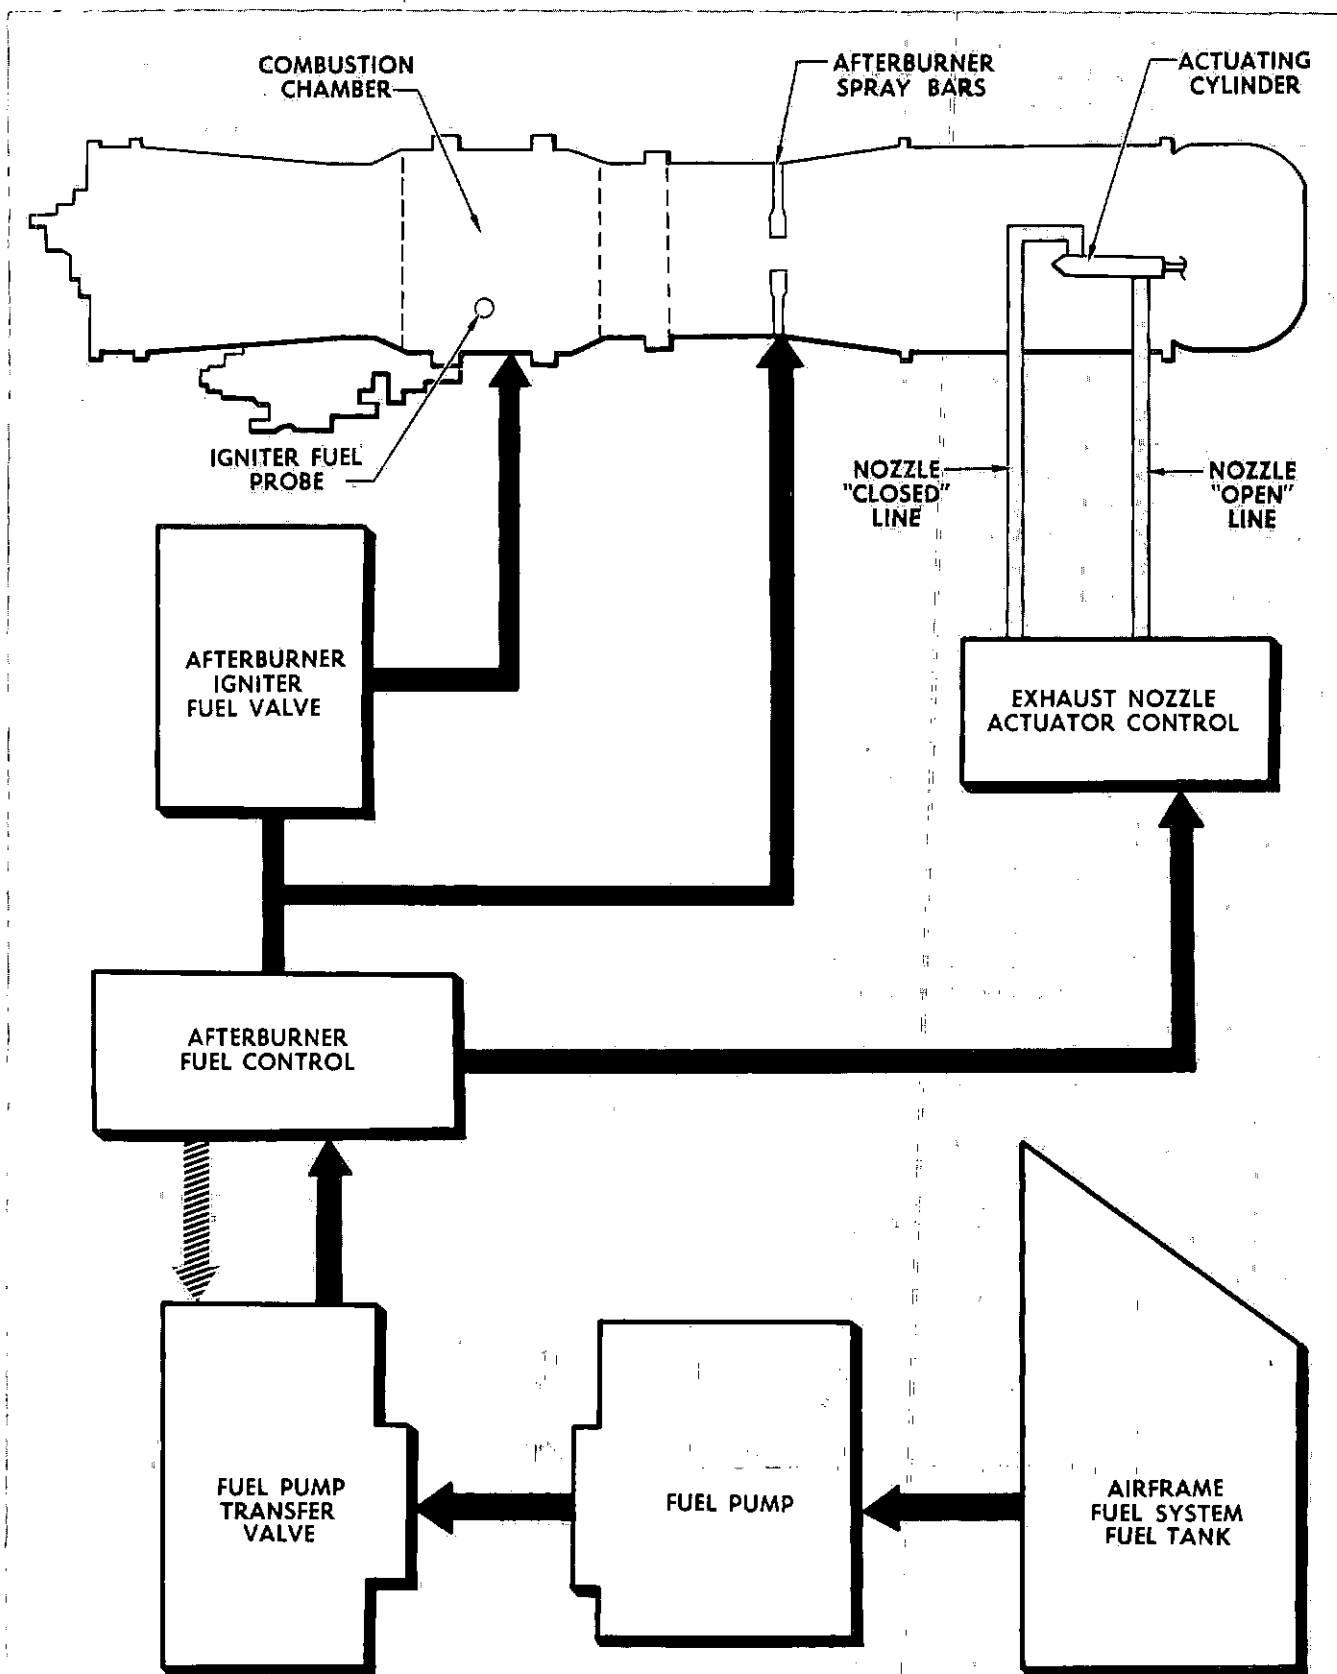 COMBUSTION
CHAMBER
AFTERBURNER
SPRAY BARS
ACTUATING
CYLINDER
IGNITER FUEL
PROBE
NOZZLE
"CLOSED"
LINE
NOZZLE
"OPEN"
LINE
AFTERBURNER
IGNITER
FUEL VALVE
EXHAUST NOZZLE
ACTUATOR CONTROL
AFTERBURNER
FUEL CONTROL
FUEL PUMP
TRANSFER
VALVE
FUEL PUMP
AIRFRAME
FUEL SYSTEM
FUEL TANK